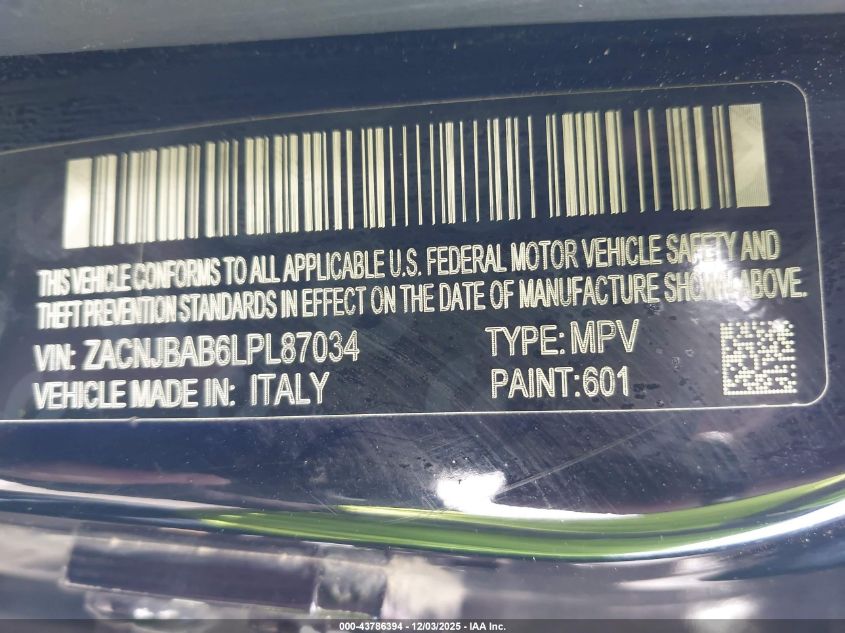 THIS VEHICLE CONFORMS TO ALL APPLICABLE U.S. FEDERAL MOTOR VEHICLE SAFETY AND
THEFT PREVENTION STANDARDS IN EFFECT ON THE DATE OF MANUFACTURE SHOWN ABOVE.
VIN: ZACNJBAB6LPL87034 TYPE: MPV
VEHICLE MADE IN: ITALY PAINT:601
000-43786394 - 12/03/2025 - IAA Inc.